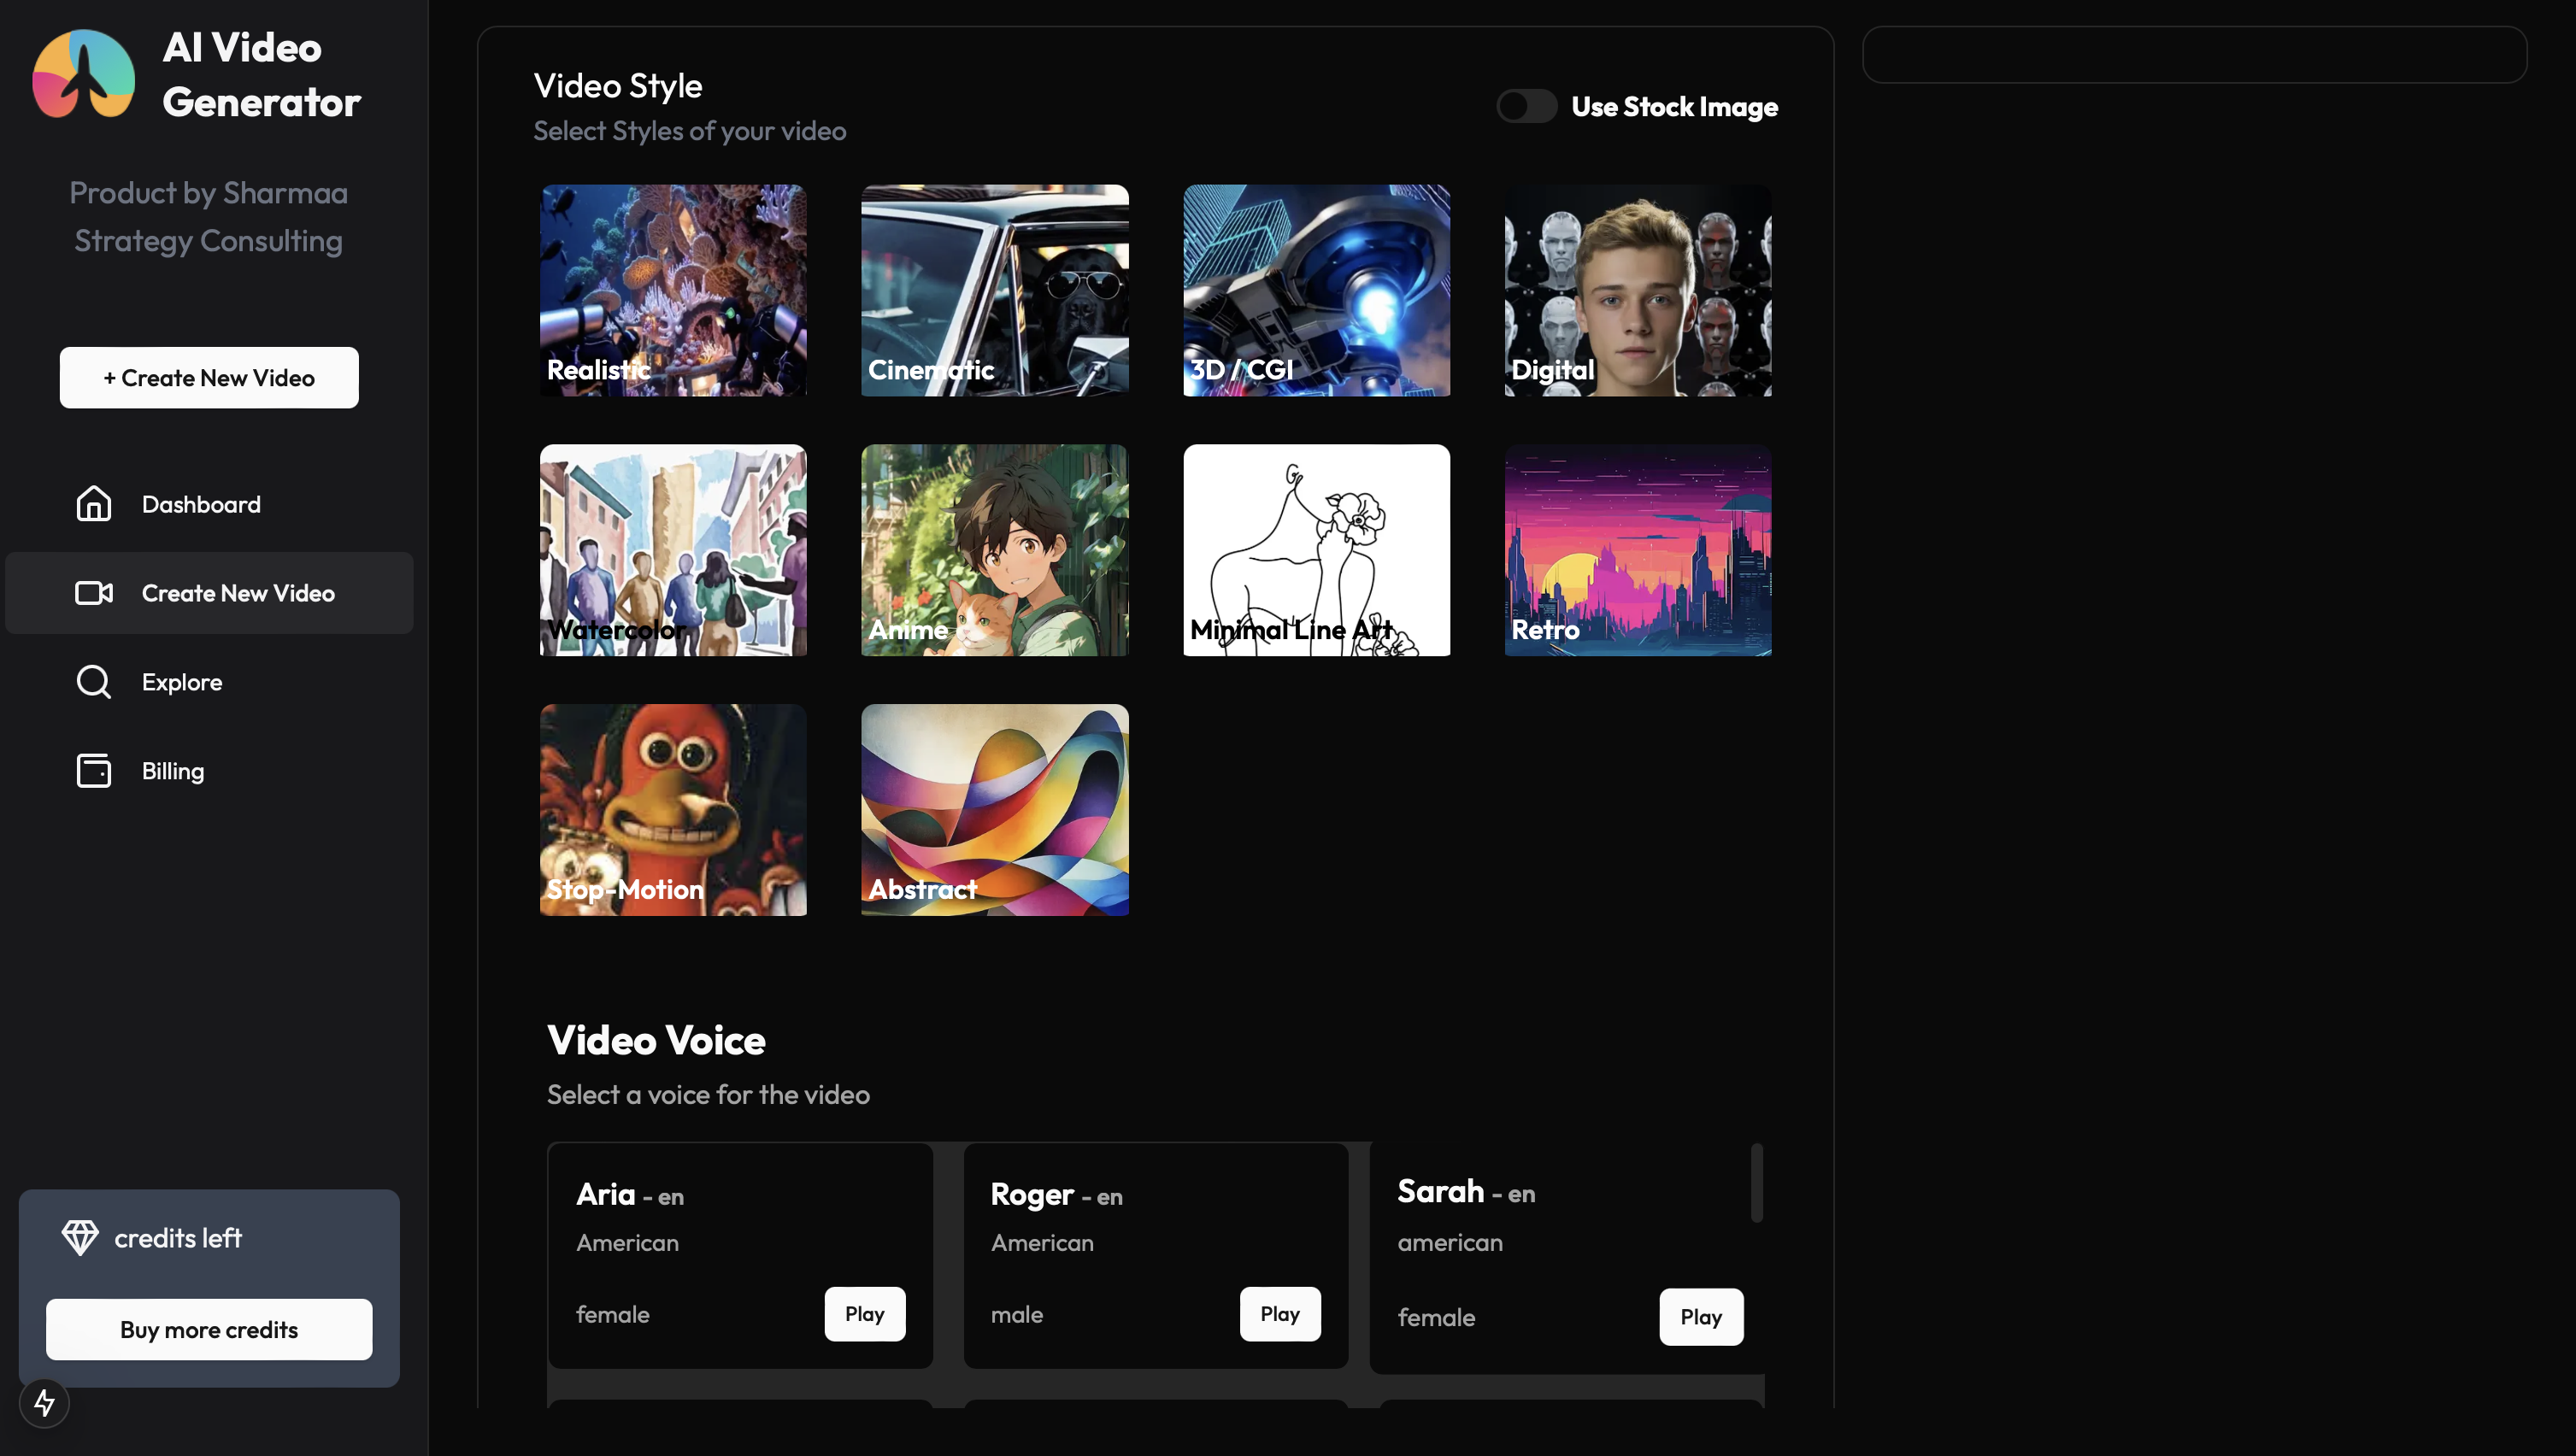 AI Video
Generator
Product by Sharmaa
Strategy Consulting
+ Create New Video
Dashboard
Create New Video
Explore
Billing
credits left
Buy more credits
Video Style
Select Styles of your video
Use Stock Image
Realistic
Cinematic
3D / CGI
Digital
Watercolor
Anime
Minimal Line Art
Retro
Stop-Motion
Abstract
Video Voice
Select a voice for the video
Aria - en
American
female
Play
Roger - en
American
male
Play
Sarah - en
american
female
Play